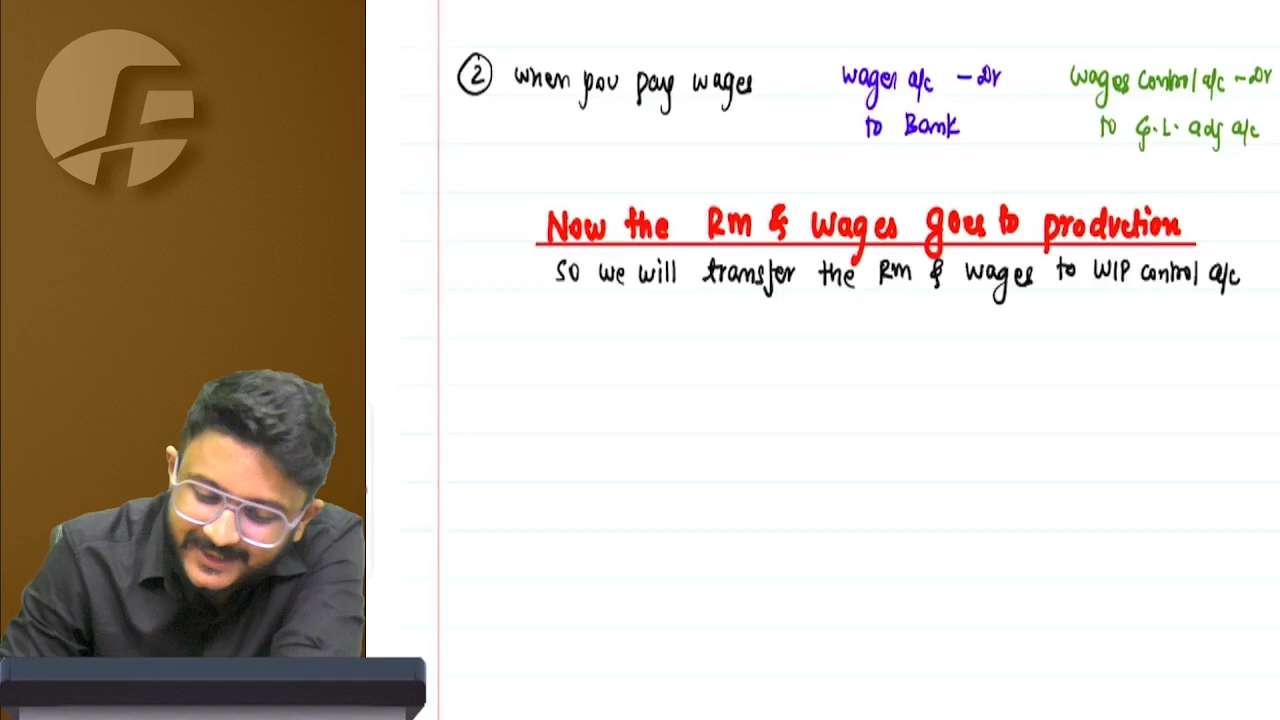 ② when you pay wages wages a/c - Dr wages control a/c - Dr
to Bank to G.L. adj a/c
Now the Rm & wages goes to production
so we will transfer the Rm & wages to WIP control a/c